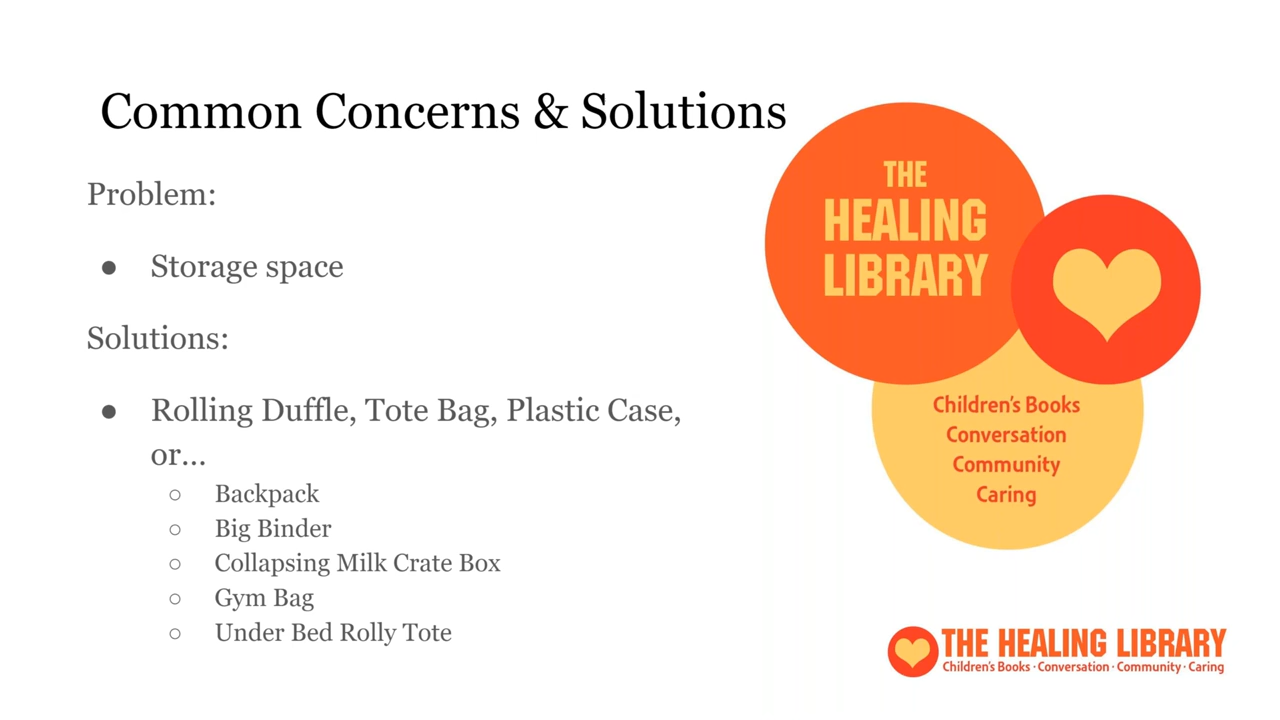 Common Concerns & Solutions
Problem:
● Storage space
Solutions:
● Rolling Duffle, Tote Bag, Plastic Case,
or...
○ Backpack
○ Big Binder
○ Collapsing Milk Crate Box
○ Gym Bag
○ Under Bed Rolly Tote
THE
HEALING
LIBRARY
Children's Books
Conversation
Community
Caring
THE HEALING LIBRARY
Children's Books · Conversation · Community · Caring